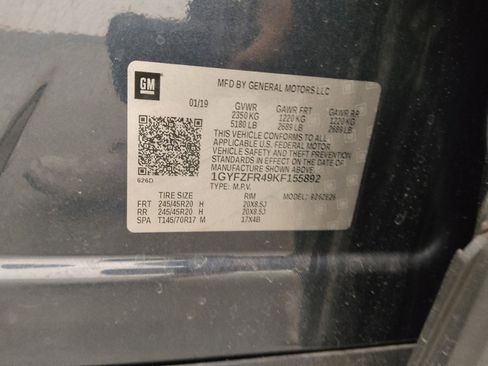 GM
MFD BY GENERAL MOTORS LLC
01/19 GVWR GAWR FRT GAWR RR
2350 KG 1220 KG 1220 KG
5180 LB 2689 LB 2689 LB
THIS VEHICLE CONFORMS TO ALL
APPLICABLE U.S. FEDERAL MOTOR
VEHICLE SAFETY AND THEFT PREVENTION
STANDARDS IN EFFECT ON THE DATE OF
MANUFACTURE SHOWN ABOVE.
1GYFZFR49KF155892
626D
TYPE: M.P.V.
TIRE SIZE RIM
FRT 245/45R20 H 20X8.5J
RR 245/45R20 H 20X8.5J
SPA T145/70R17 M 17X4B